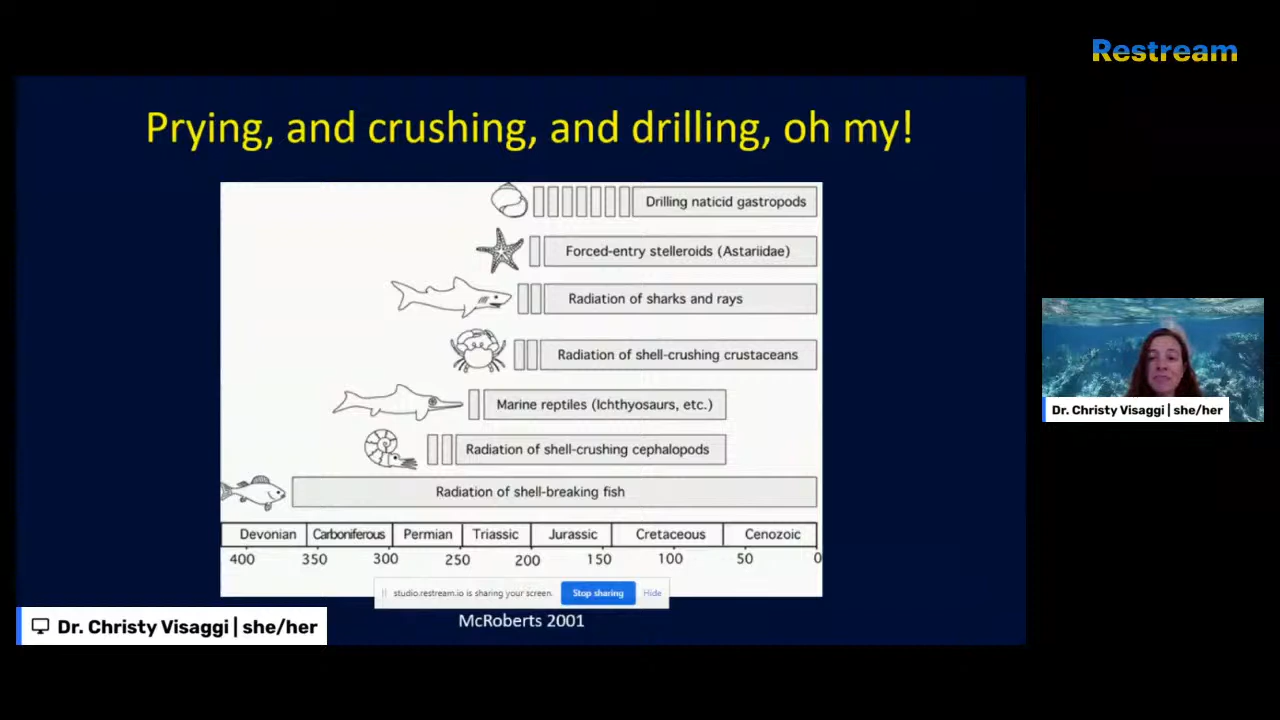 Restream
Prying, and crushing, and drilling, oh my!
Drilling naticid gastropods
Forced-entry stelleroids (Astariidae)
Radiation of sharks and rays
Radiation of shell-crushing crustaceans
Marine reptiles (Ichthyosaurs, etc.)
Radiation of shell-crushing cephalopods
Radiation of shell-breaking fish
Devonian Carboniferous Permian Triassic Jurassic Cretaceous Cenozoic
400 350 300 250 200 150 100 50 0
studio.restream.io is sharing your screen. Stop sharing Hide
McRoberts 2001
Dr. Christy Visaggi | she/her
Dr. Christy Visaggi | she/her